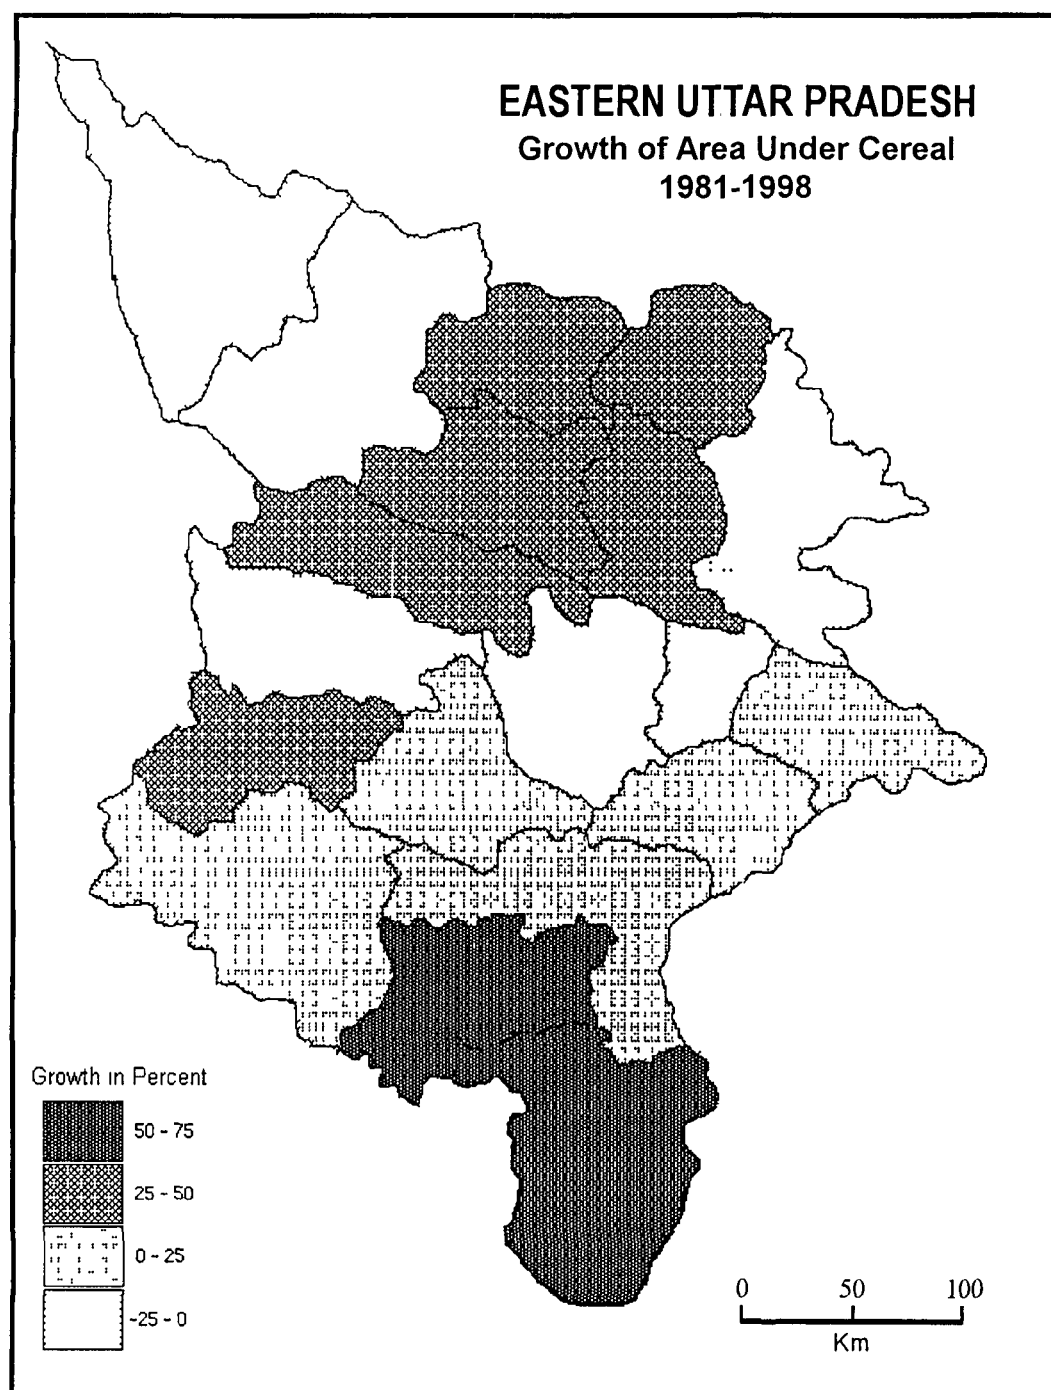 EASTERN UTTAR PRADESH
Growth of Area Under Cereal
1981-1998
Growth in Percent
50 - 75
25 - 50
0 - 25
-25 - 0
0 50 100
Km